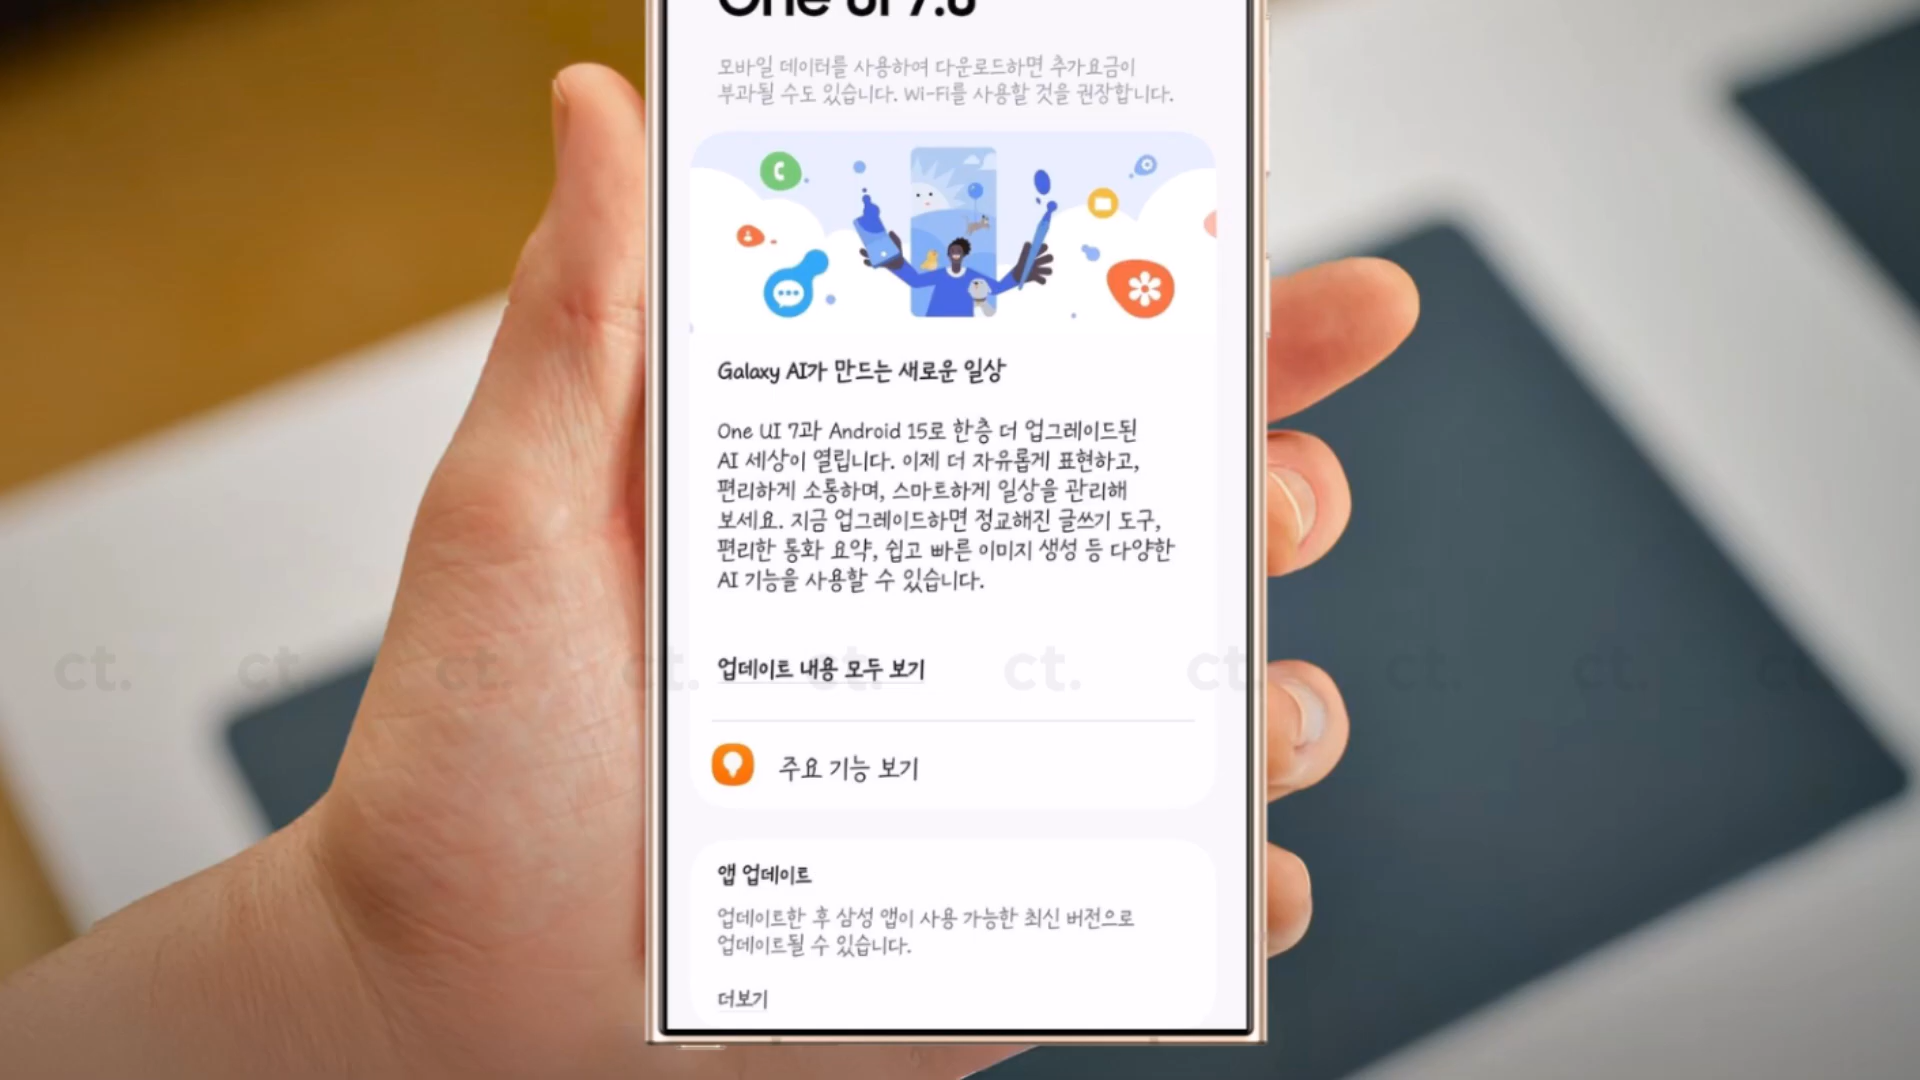 One UI 7.0
모바일 데이터를 사용하여 다운로드하면 추가요금이
부과될 수도 있습니다. Wi-Fi를 사용할 것을 권장합니다.
Galaxy AI가 만드는 새로운 일상
One UI 7과 Android 15로 한층 더 업그레이드된
AI 세상이 열립니다. 이제 더 자유롭게 표현하고,
편리하게 소통하며, 스마트하게 일상을 관리해
보세요. 지금 업그레이드하면 정교해진 글쓰기 도구,
편리한 통화 요약, 쉽고 빠른 이미지 생성 등 다양한
AI 기능을 사용할 수 있습니다.
업데이트 내용 모두 보기
ct. ct. ct. ct. ct. ct. ct. ct. ct. ct.
주요 기능 보기
앱 업데이트
업데이트한 후 삼성 앱이 사용 가능한 최신 버전으로
업데이트될 수 있습니다.
더보기